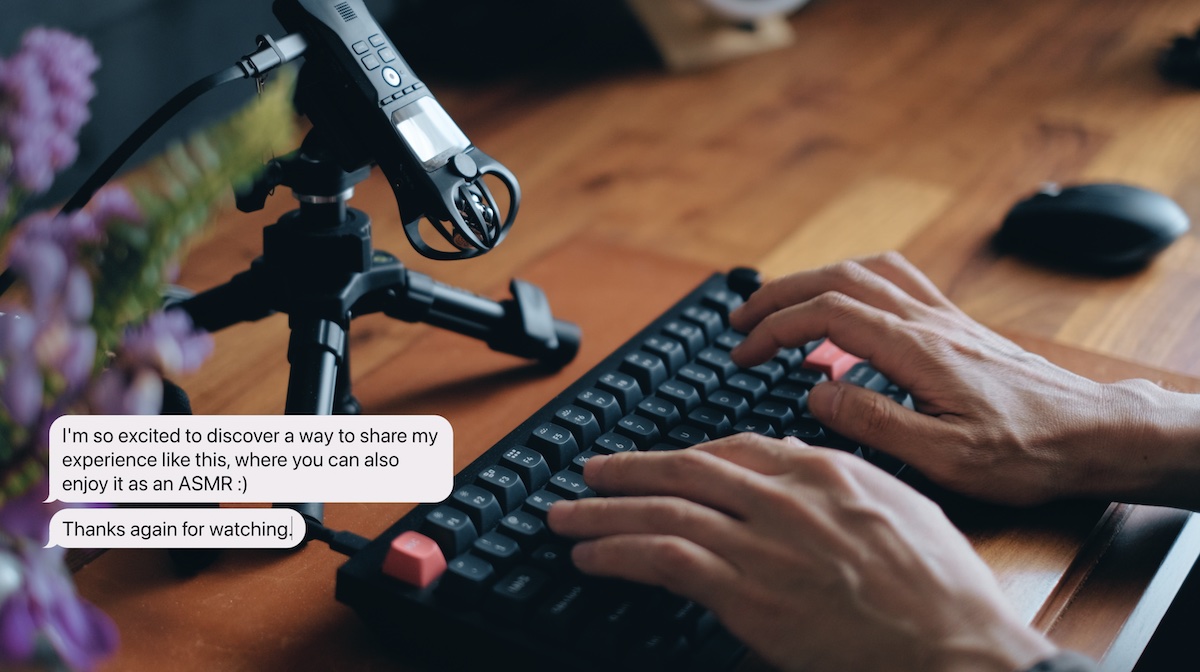 I'm so excited to discover a way to share my
experience like this, where you can also
enjoy it as an ASMR :)
Thanks again for watching.